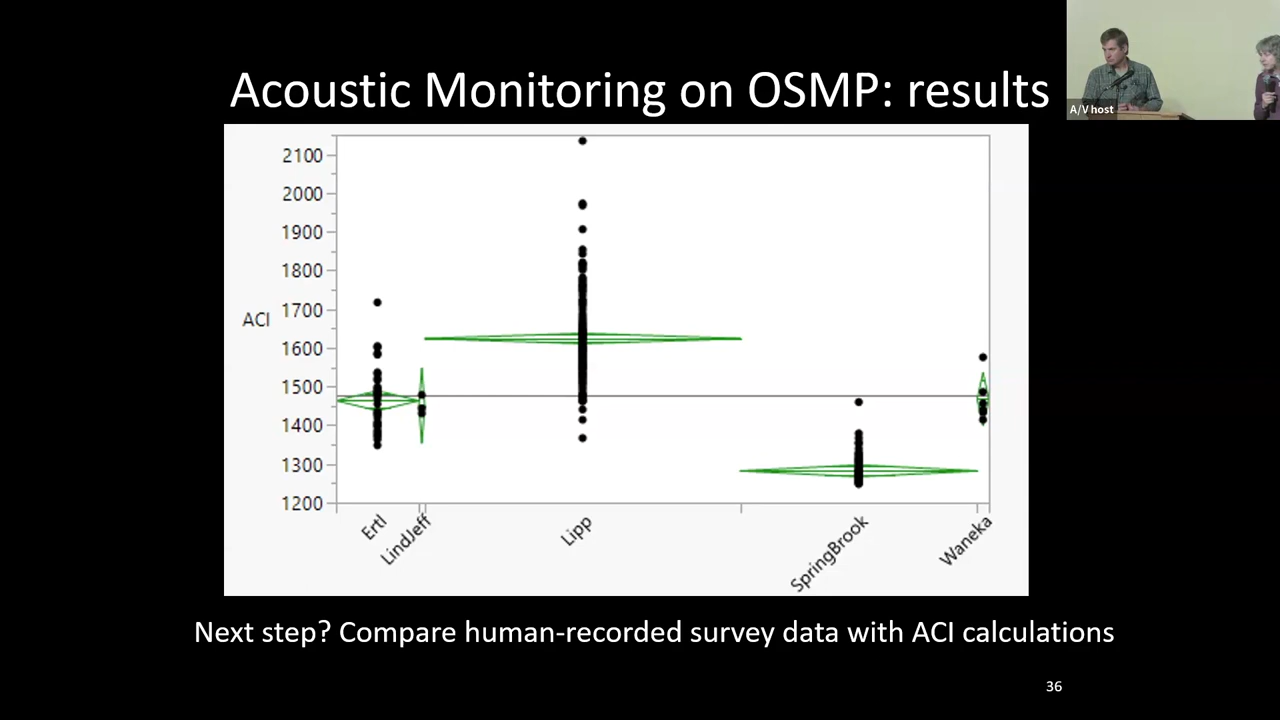 Acoustic Monitoring on OSMP: results
A/V host
2100
2000
1900
1800
1700
ACI
1600
1500
1400
1300
1200
Ertl
LindJeff
Lipp
SpringBrook
Waneka
Next step? Compare human-recorded survey data with ACI calculations
36